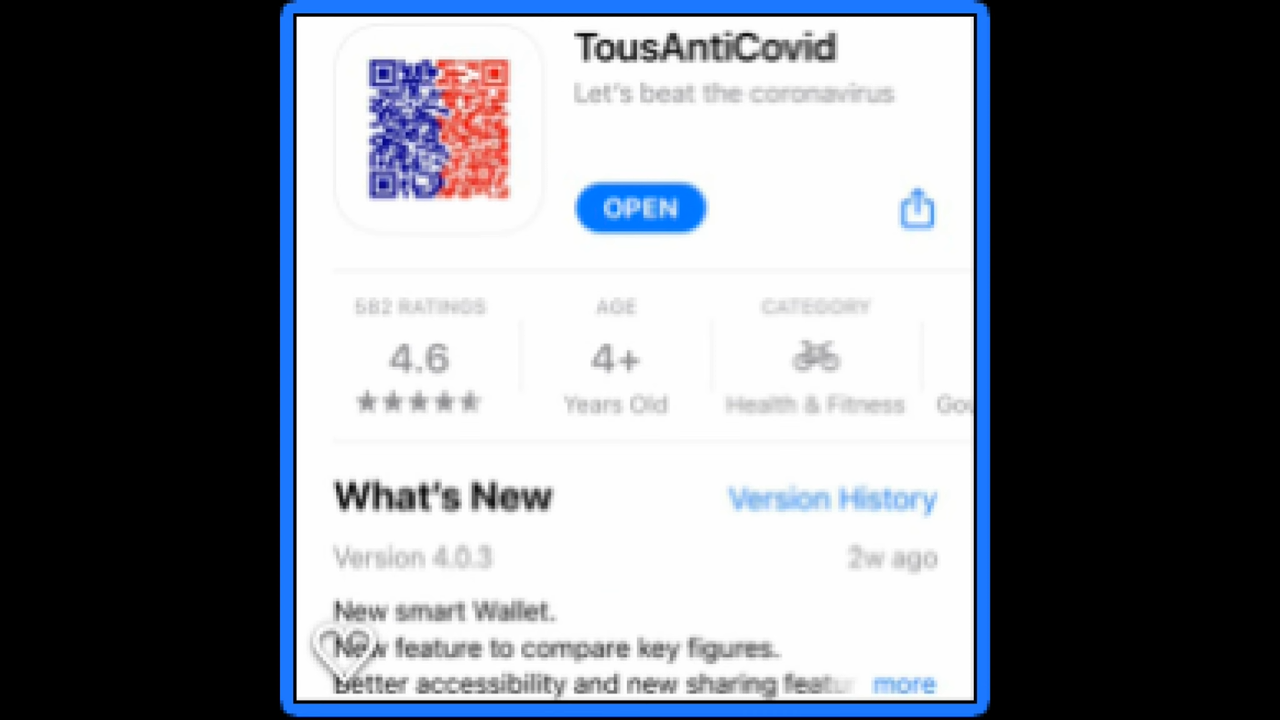 TousAntiCovid
Let's beat the coronavirus
OPEN
582 RATINGS AGE CATEGORY
4.6 4+
Years Old Health & Fitness
What's New Version History
Version 4.0.3 2w ago
New smart Wallet.
New feature to compare key figures.
Better accessibility and new sharing more